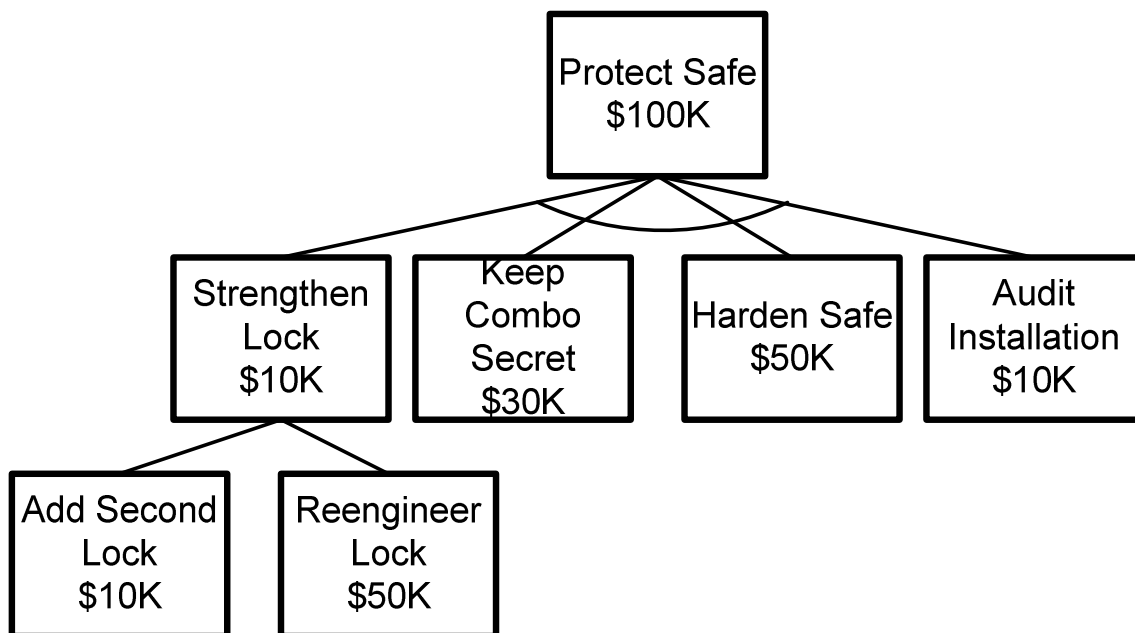 Protect Safe
$100K
Strengthen
Lock
$10K
Keep
Combo
Secret
$30K
Harden Safe
$50K
Audit
Installation
$10K
Add Second
Lock
$10K
Reengineer
Lock
$50K